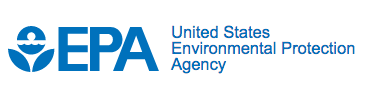 EPA
United States
Environmental Protection
Agency